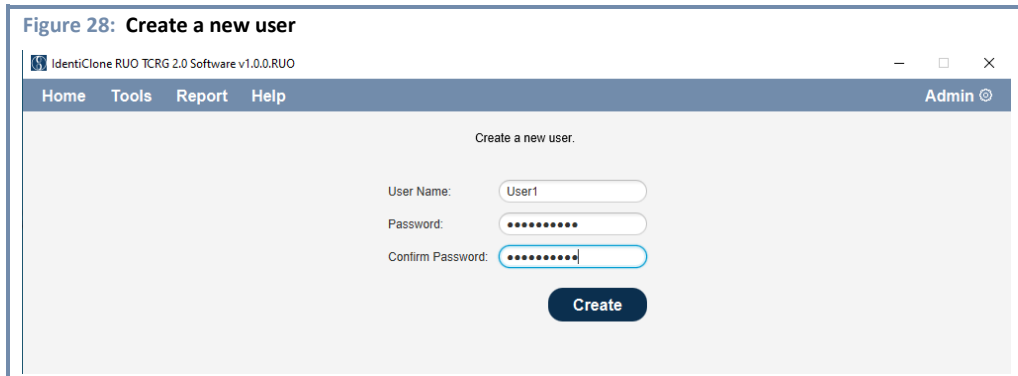 Figure 28: Create a new user
IdentiClone RUO TCRG 2.0 Software v1.0.0.RUO
Home Tools Report Help Admin
Create a new user.
User Name: User1
Password: ••••••••••
Confirm Password: ••••••••••
Create